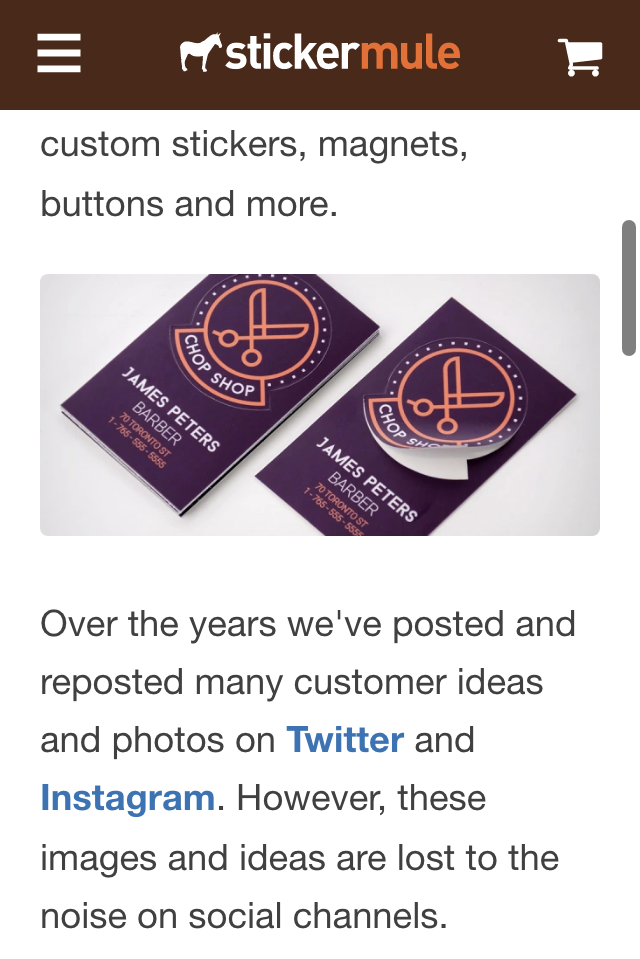 stickermule
custom stickers, magnets,
buttons and more.
CHOP SHOP
JAMES PETERS
BARBER
70 TORONTO ST
1-765-555-5555
CHOP SHOP
JAMES PETERS
BARBER
70 TORONTO ST
1-765-555-5555
Over the years we've posted and
reposted many customer ideas
and photos on Twitter and
Instagram. However, these
images and ideas are lost to the
noise on social channels.